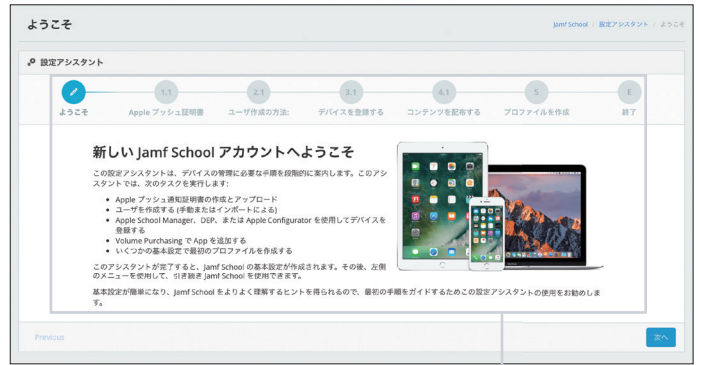 ようこそ
Jamf School / 設定アシスタント / ようこそ
設定アシスタント
1.1 2.1 3.1 4.1 5 E
ようこそ Apple プッシュ証明書 ユーザ作成の方法: デバイスを登録する コンテンツを配布する プロファイルを作成 終了
新しい Jamf School アカウントへようこそ
この設定アシスタントは、デバイスの管理に必要な手順を段階的に案内します。このアシ
スタントでは、次のタスクを実行します:
• Apple プッシュ通知証明書の作成とアップロード
• ユーザを作成する (手動またはインポートによる)
• Apple School Manager、DEP、または Apple Configurator を使用してデバイスを
登録する
• Volume Purchasing で App を追加する
• いくつかの基本設定で最初のプロファイルを作成する
このアシスタントが完了すると、Jamf School の基本設定が作成されます。その後、左側
のメニューを使用して、引き続き Jamf School を使用できます。
基本設定が簡単になり、Jamf School をよりよく理解するヒントを得られるので、最初の手順をガイドするためこの設定アシスタントの使用をお勧めしま
す。
Previous
次へ